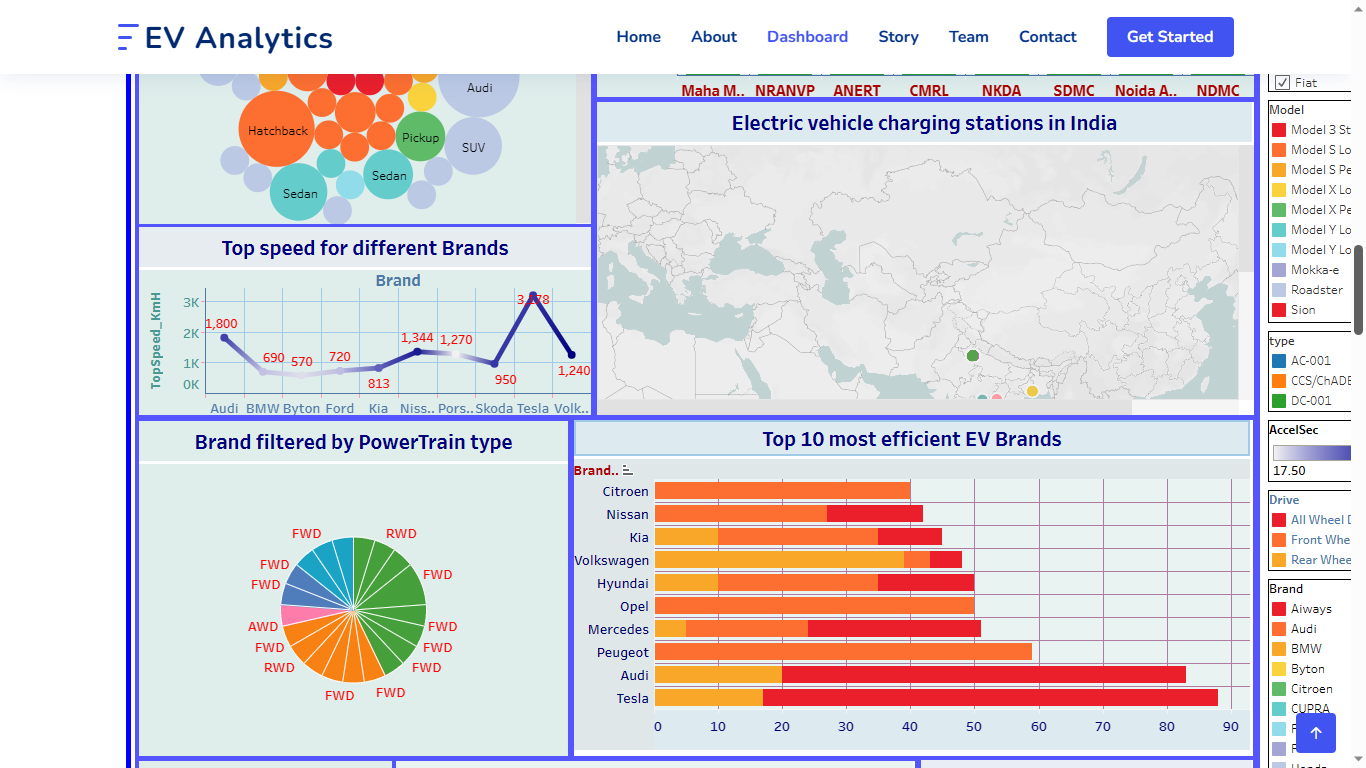 EV Analytics
Home About Dashboard Story Team Contact Get Started
Audi
Hatchback
Pickup
SUV
Sedan
Sedan
Maha M.. NRANVP ANERT CMRL NKDA SDMC Noida A.. NDMC
Electric vehicle charging stations in India
Top speed for different Brands
Brand
TopSpeed_KmH
3K
2K
1K
0K
1,800
690
570
720
813
1,344
1,270
950
1,240
Audi BMW Byton Ford Kia Niss.. Pors.. Skoda Tesla Volk..
Brand filtered by PowerTrain type
FWD
RWD
FWD
FWD
FWD
FWD
AWD
FWD
FWD
FWD
RWD
FWD
FWD
FWD
Top 10 most efficient EV Brands
Brand..
Citroen
Nissan
Kia
Volkswagen
Hyundai
Opel
Mercedes
Peugeot
Audi
Tesla
0 10 20 30 40 50 60 70 80 90
Fiat
Model
Model 3 St
Model S Lo
Model S Pe
Model X Lo
Model X Pe
Model Y Lo
Model Y Lo
Mokka-e
Roadster
Sion
type
AC-001
CCS/ChADE
DC-001
AccelSec
17.50
Drive
All Wheel D
Front Whe
Rear Whee
Brand
Aiways
Audi
BMW
Byton
Citroen
CUPRA